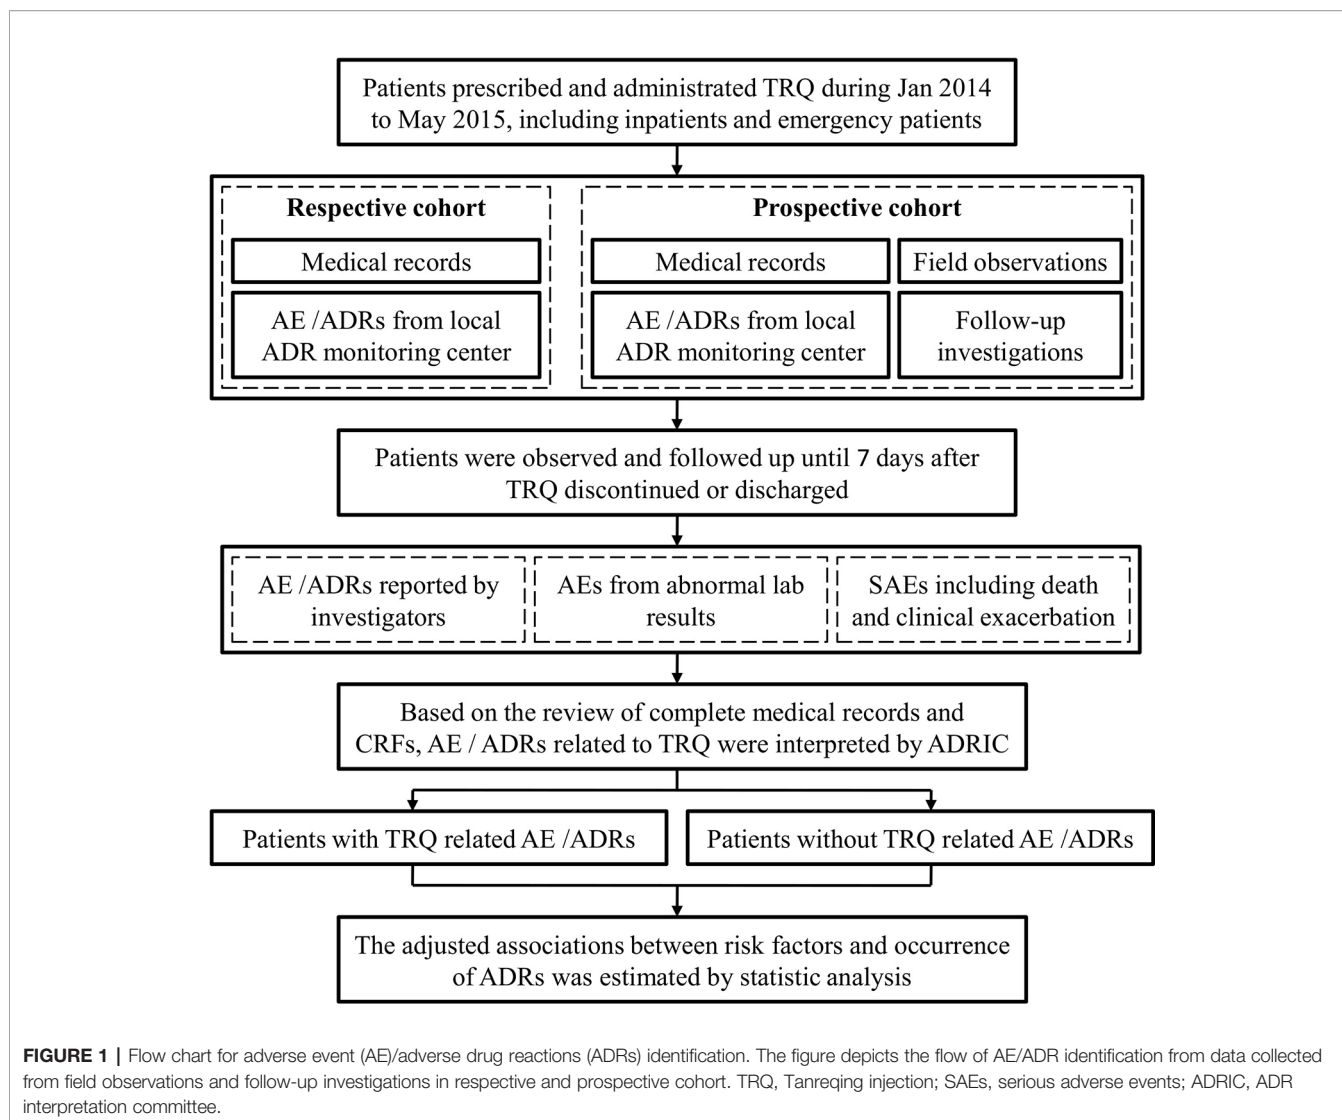 Patients prescribed and administrated TRQ during Jan 2014
to May 2015, including inpatients and emergency patients
Respective cohort
Medical records
AE /ADRs from local
ADR monitoring center
Prospective cohort
Medical records
Field observations
AE /ADRs from local
ADR monitoring center
Follow-up
investigations
Patients were observed and followed up until 7 days after
TRQ discontinued or discharged
AE /ADRs reported by
investigators
AEs from abnormal lab
results
SAEs including death
and clinical exacerbation
Based on the review of complete medical records and
CRFs, AE / ADRs related to TRQ were interpreted by ADRIC
Patients with TRQ related AE /ADRs
Patients without TRQ related AE /ADRs
The adjusted associations between risk factors and occurrence
of ADRs was estimated by statistic analysis
FIGURE 1 | Flow chart for adverse event (AE)/adverse drug reactions (ADRs) identification. The figure depicts the flow of AE/ADR identification from data collected
from field observations and follow-up investigations in respective and prospective cohort. TRQ, Tanreqing injection; SAEs, serious adverse events; ADRIC, ADR
interpretation committee.